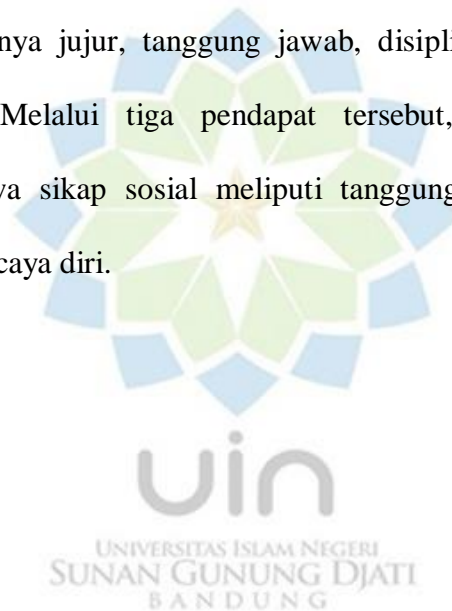 nya jujur, tanggung jawab, disipli
Melalui tiga pendapat tersebut,
sikap sosial meliputi tanggung
caya diri.
uin
UNIVERSITAS ISLAM NEGERI
SUNAN GUNUNG DJATI
BANDUNG